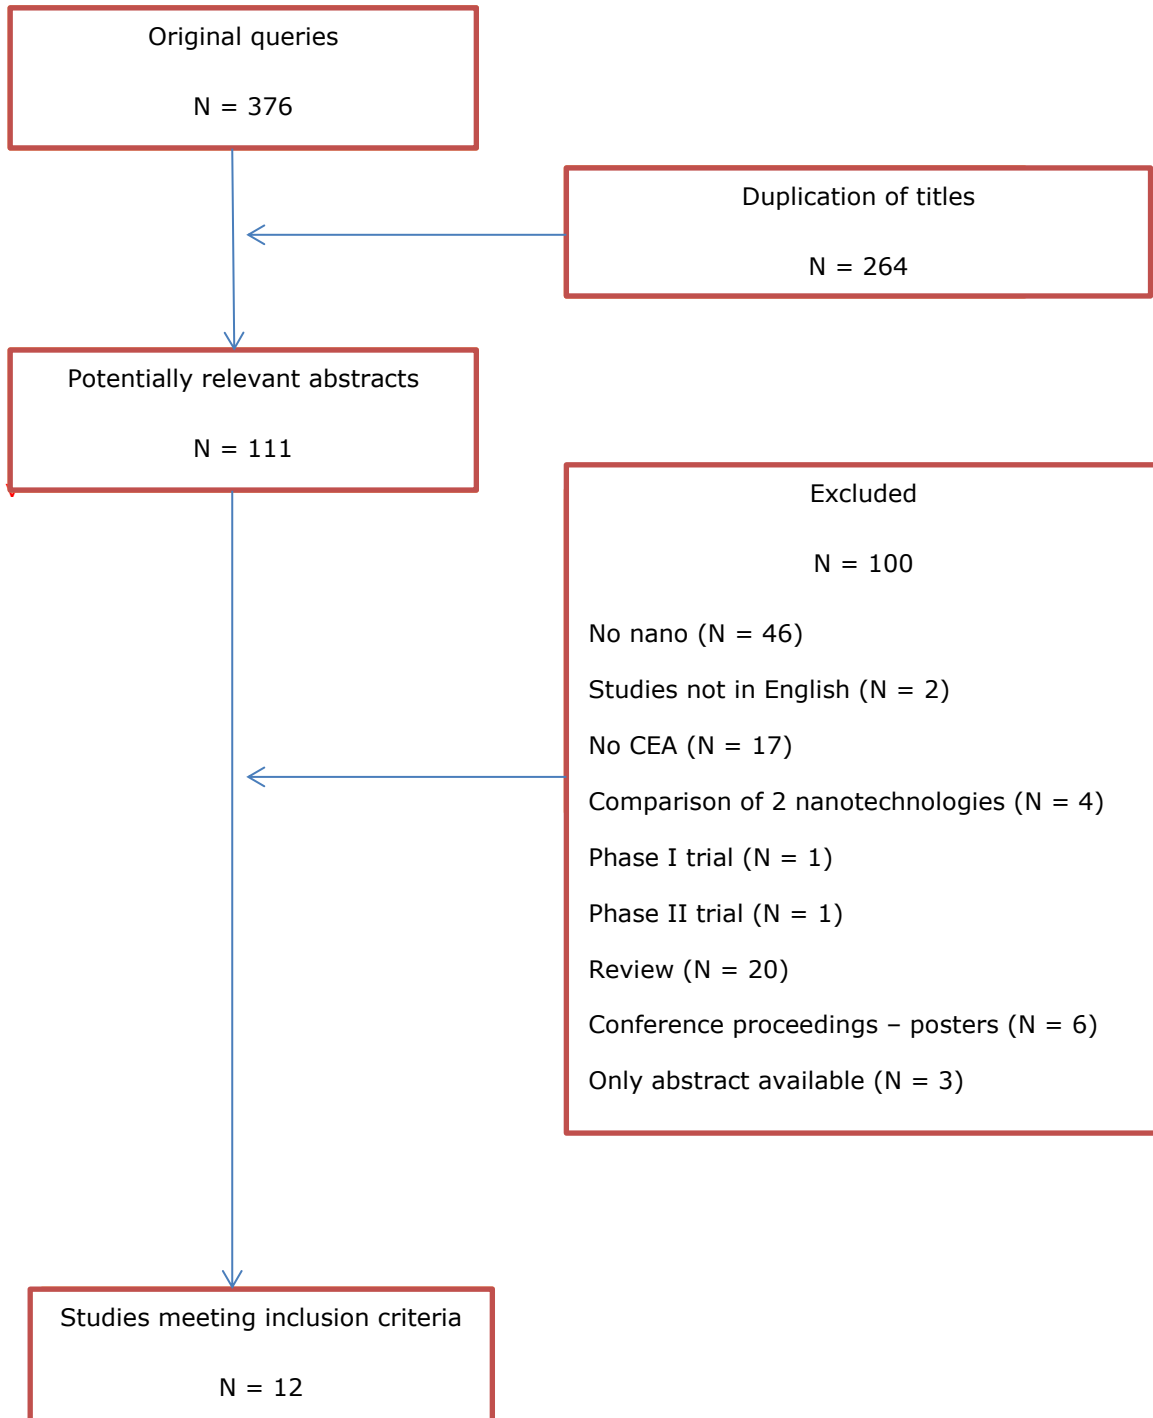 Original queries
N = 376
Duplication of titles
N = 264
Potentially relevant abstracts
N = 111
Excluded
N = 100
No nano (N = 46)
Studies not in English (N = 2)
No CEA (N = 17)
Comparison of 2 nanotechnologies (N = 4)
Phase I trial (N = 1)
Phase II trial (N = 1)
Review (N = 20)
Conference proceedings – posters (N = 6)
Only abstract available (N = 3)
Studies meeting inclusion criteria
N = 12